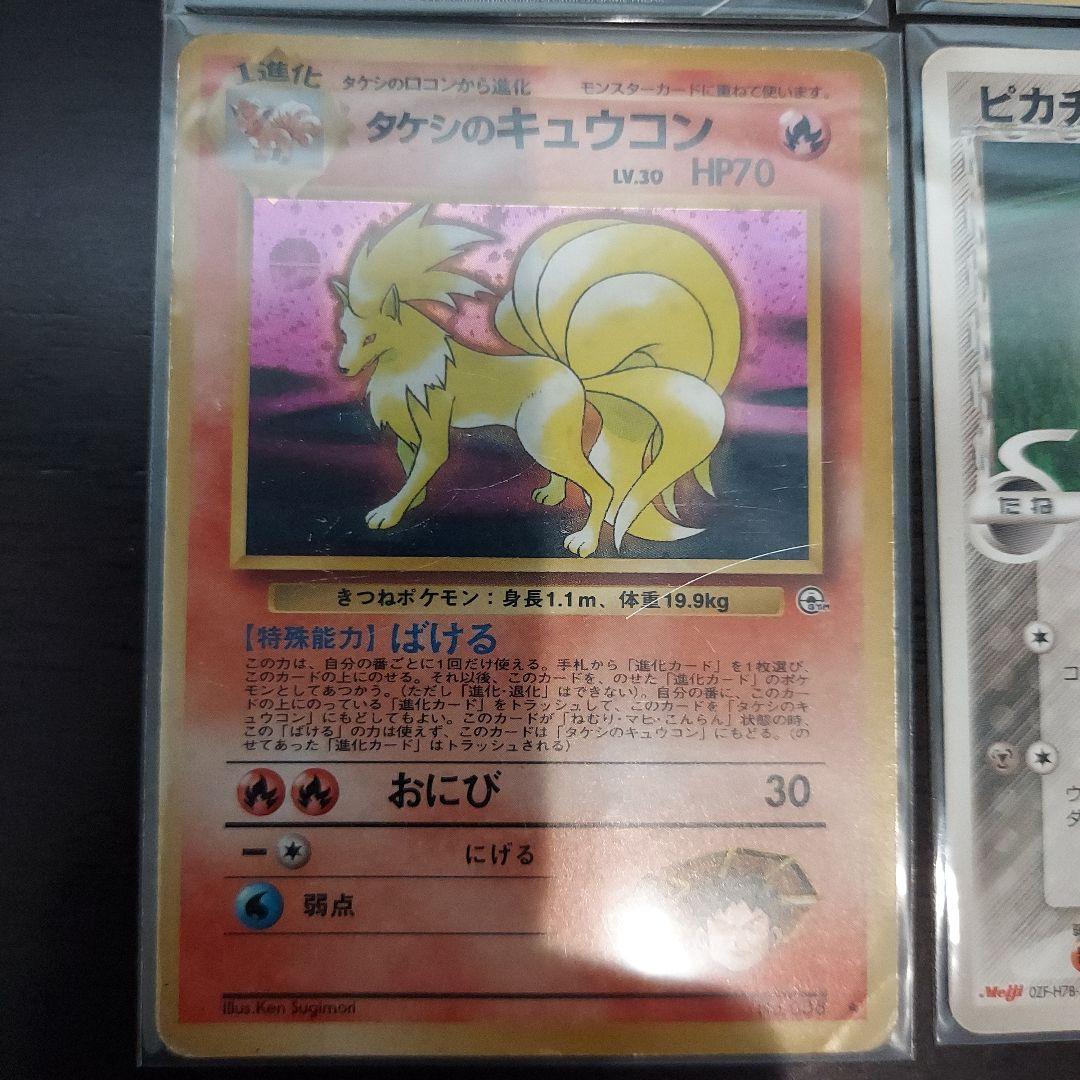 1進化
タケシのロコンから進化
モンスターカードに重ねて使います。
タケシのキュウコン
LV.30 HP70
きつねポケモン：身長1.1m、体重19.9kg
GYM
【特殊能力】ばける
この力は、自分の番ごとに1回だけ使える。手札から「進化カード」を1枚選び、
このカードの上にのせる。それ以後、このカードを、のせた「進化カード」のポケ
モンとしてあつかう。（ただし「進化・退化」はできない）。自分の番に、このカー
ドの上にのっている「進化カード」をトラッシュして、このカードを「タケシのキ
ュウコン」にもどしてもよい。このカードが「ねむり・マヒ・こんらん」状態の時、
この「ばける」の力は使えず、このカードは「タケシのキュウコン」にもどる。（の
せてあった「進化カード」はトラッシュされる）
おにび 30
にげる
弱点
Illus.Ken Sugimori
ピカチ
たね
コ
ウ
ダ
Meiji